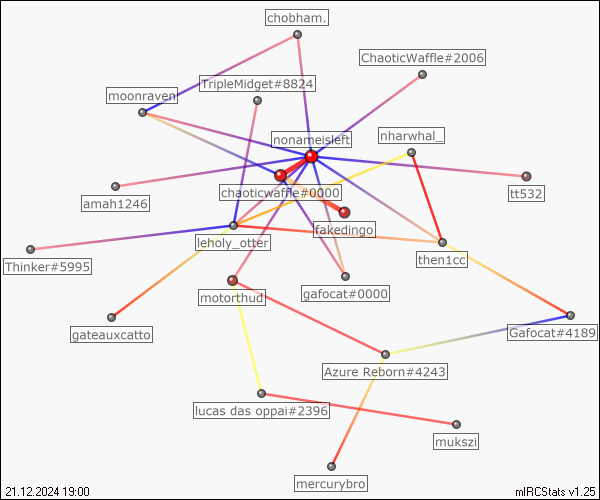 chobham.
ChaoticWaffle#2006
TripleMidget#8824
moonraven
nharwhal_
nonameisleft
chaoticwaffle#0000
amah1246
tt532
fakedingo
leholy_otter
then1cc
Thinker#5995
gafocat#0000
motorthud
gateauxcatto
Gafocat#4189
Azure Reborn#4243
lucas das oppai#2396
mukszi
mercurybro
21.12.2024 19:00
mIRCStats v1.25